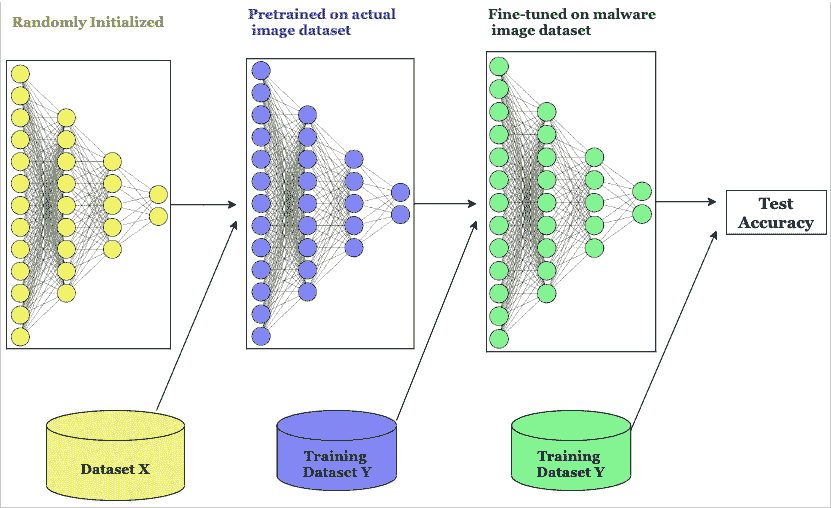 Randomly Initialized
Pretrained on actual
image dataset
Fine-tuned on malware
image dataset
Test
Accuracy
Dataset X
Training
Dataset Y
Training
Dataset Y